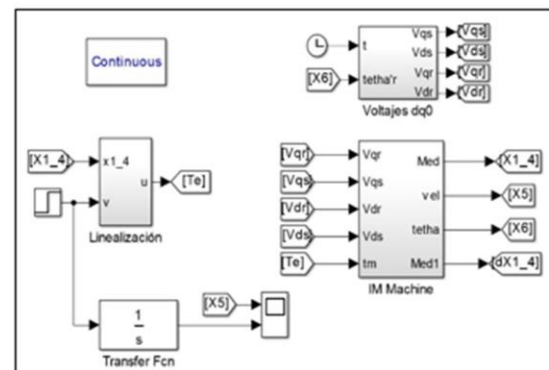 Continuous
t
[X6]
tetha'r
Vqs
Vds
Vqr
Vdr
[Vqs]
[Vds]
[Vqr]
[Vdr]
Voltajes dq0
[X1_4]
x1_4
v
u
[Te]
Linealización
[Vqr]
[Vqs]
[Vdr]
[Vds]
[Te]
Vqr
Vqs
Vdr
Vds
tm
Med
vel
tetha
Med1
[X1_4]
[X5]
[X6]
[dX1_4]
IM Machine
1
s
Transfer Fcn
[X5]